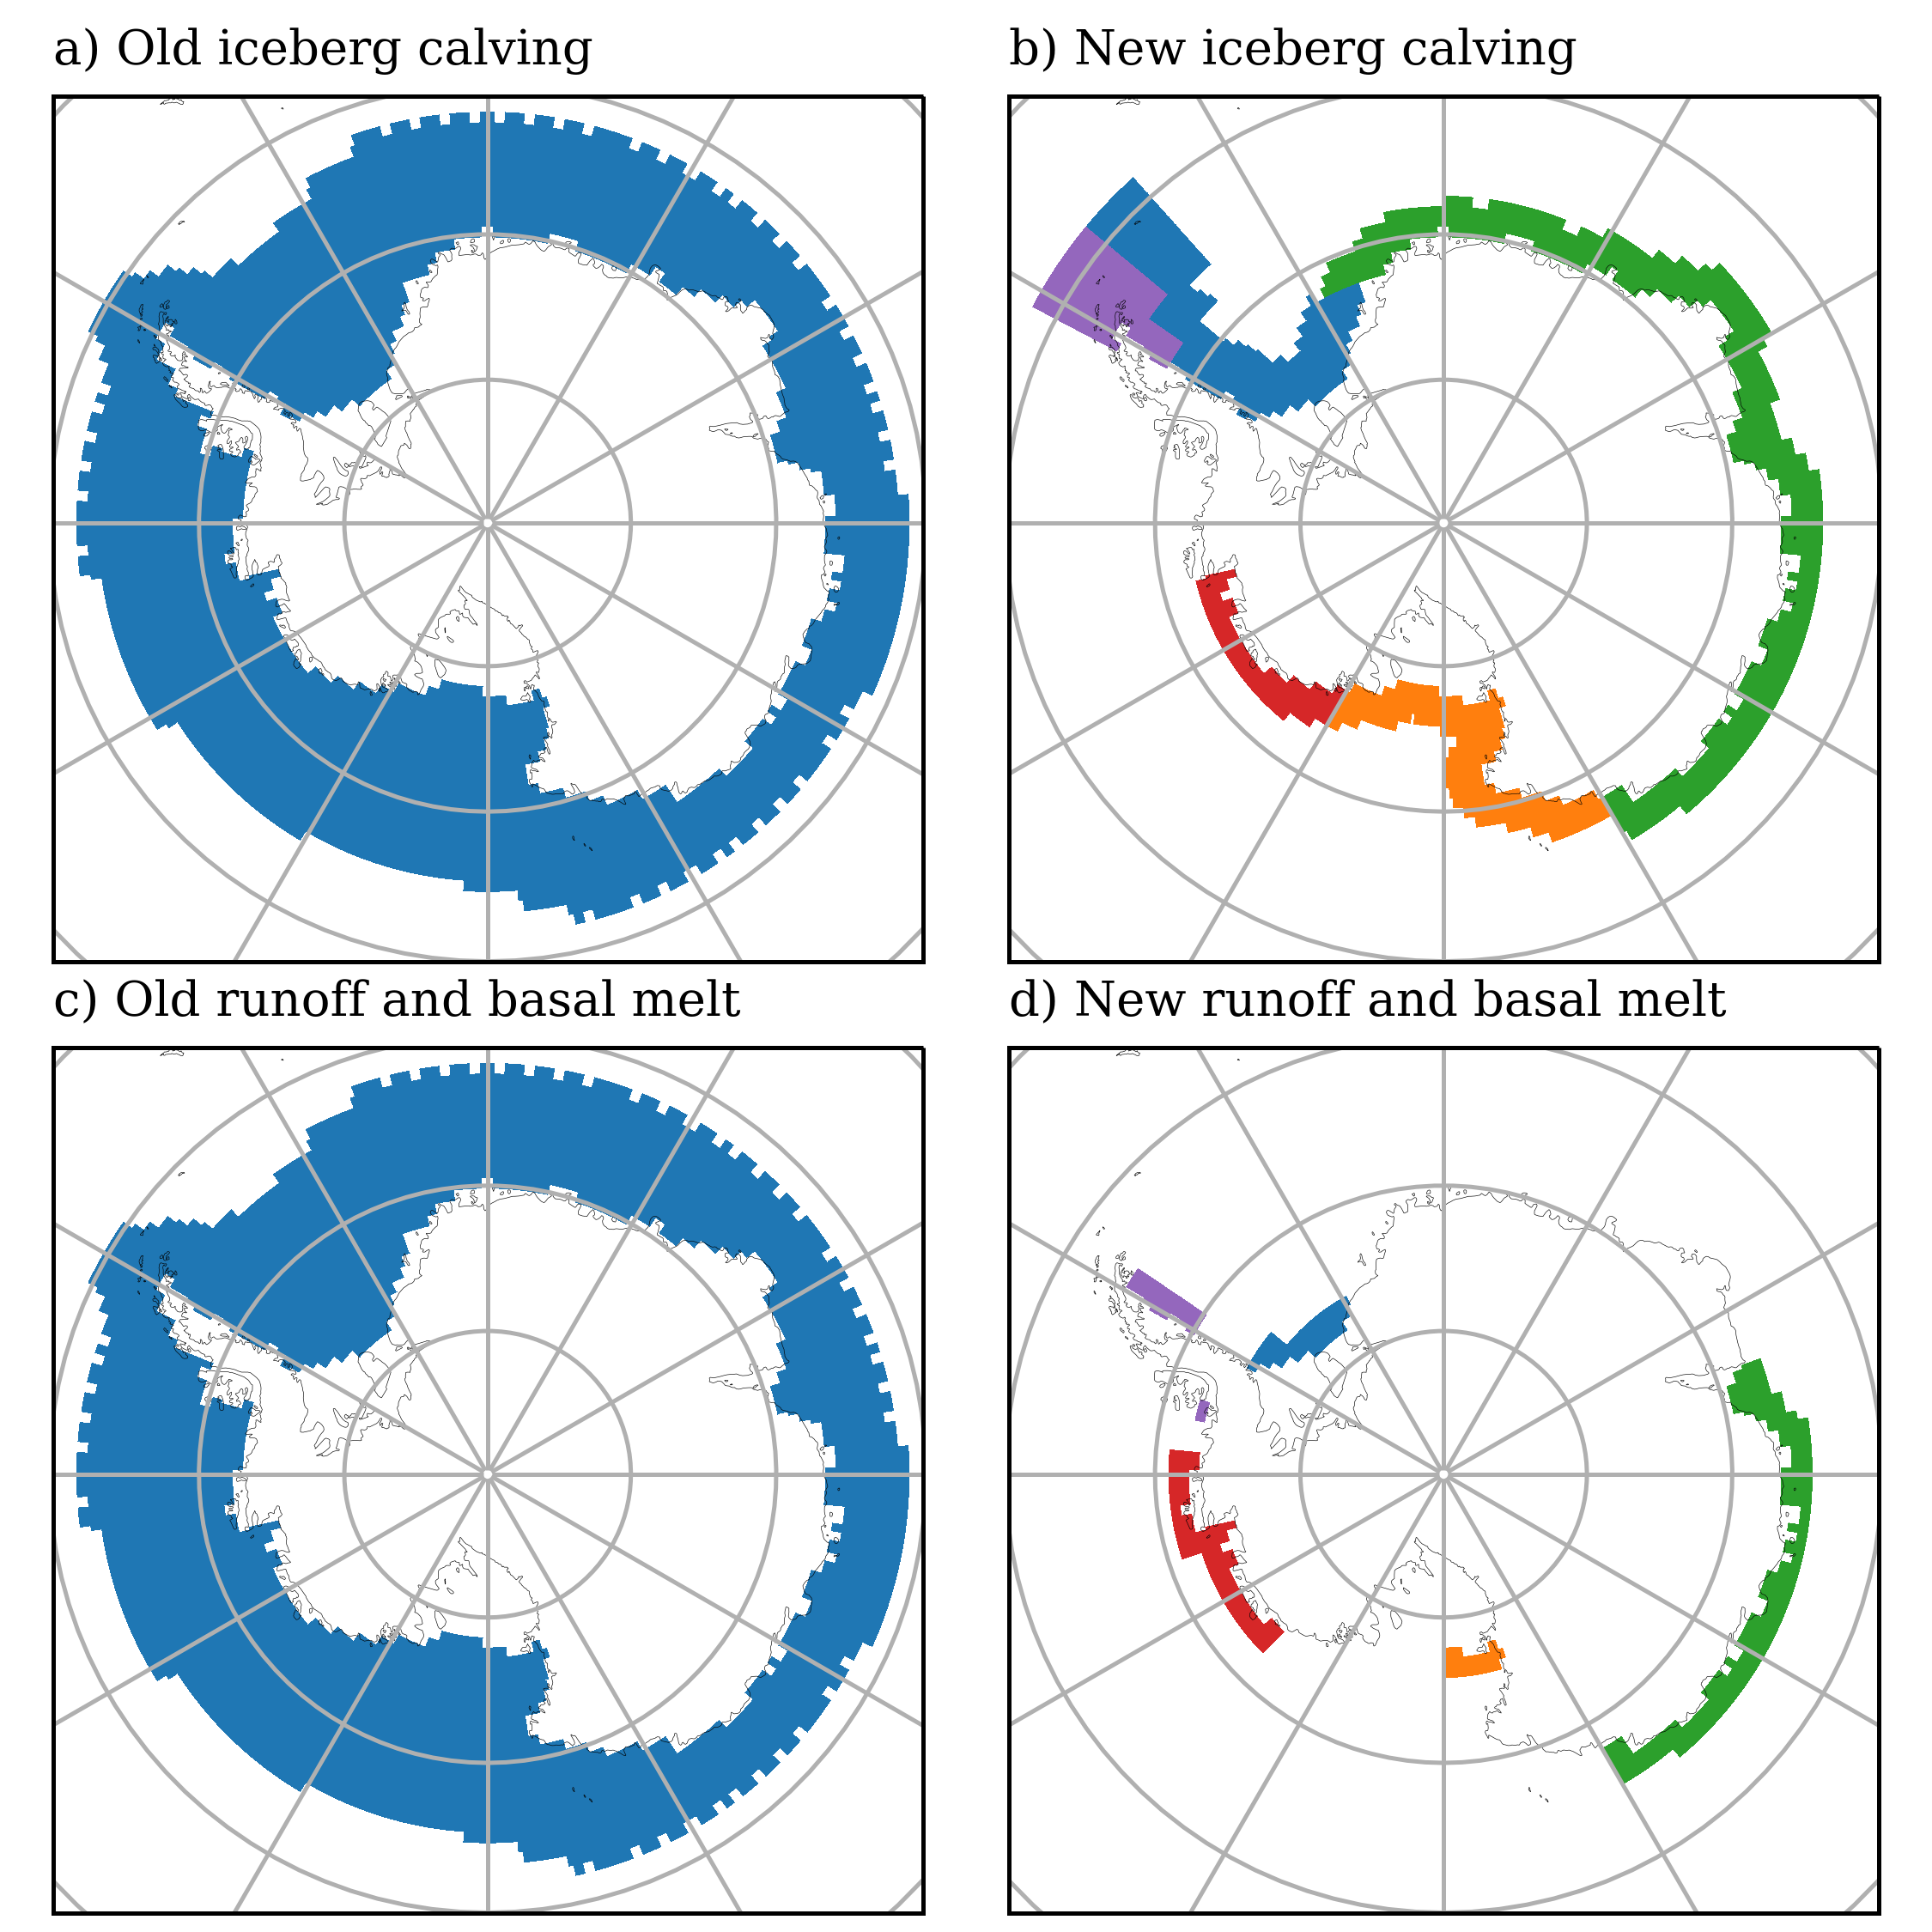 a) Old iceberg calving
b) New iceberg calving
c) Old runoff and basal melt
d) New runoff and basal melt